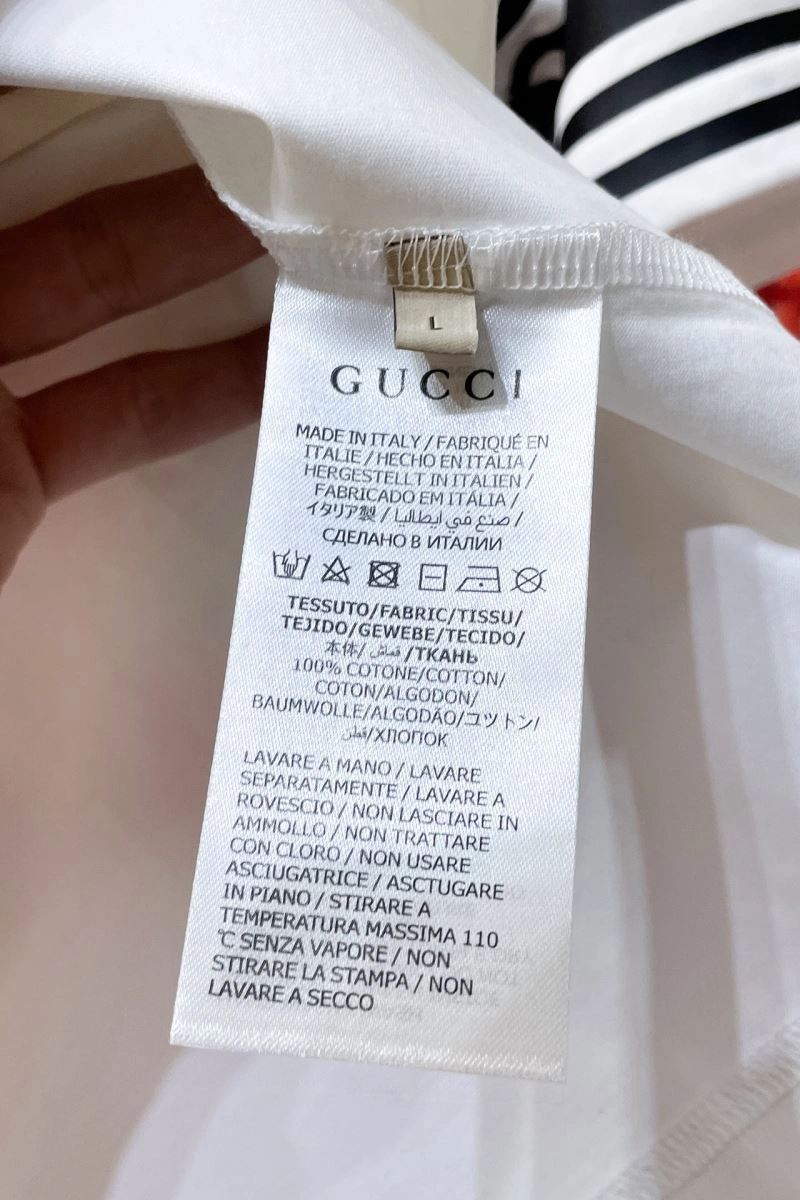 L
GUCCI
MADE IN ITALY / FABRIQUÉ EN
ITALIE / HECHO EN ITALIA /
HERGESTELLT IN ITALIEN /
FABRICADO EM ITÁLIA /
イタリア製 / صنع في ايطاليا /
СДЕЛАНО В ИТАЛИИ
TESSUTO/FABRIC/TISSU/
TEJIDO/GEWEBE/TECIDO/
本体/ قماش /ТКАНЬ
100% COTONE/COTTON/
COTON/ALGODON/
BAUMWOLLE/ALGODÃO/コツトン/
قطن/ХЛОПОК
LAVARE A MANO / LAVARE
SEPARATAMENTE / LAVARE A
ROVESCIO / NON LASCIARE IN
AMMOLLO / NON TRATTARE
CON CLORO / NON USARE
ASCIUGATRICE / ASCTUGARE
IN PIANO / STIRARE A
TEMPERATURA MASSIMA 110
°C SENZA VAPORE / NON
STIRARE LA STAMPA / NON
LAVARE A SECCO